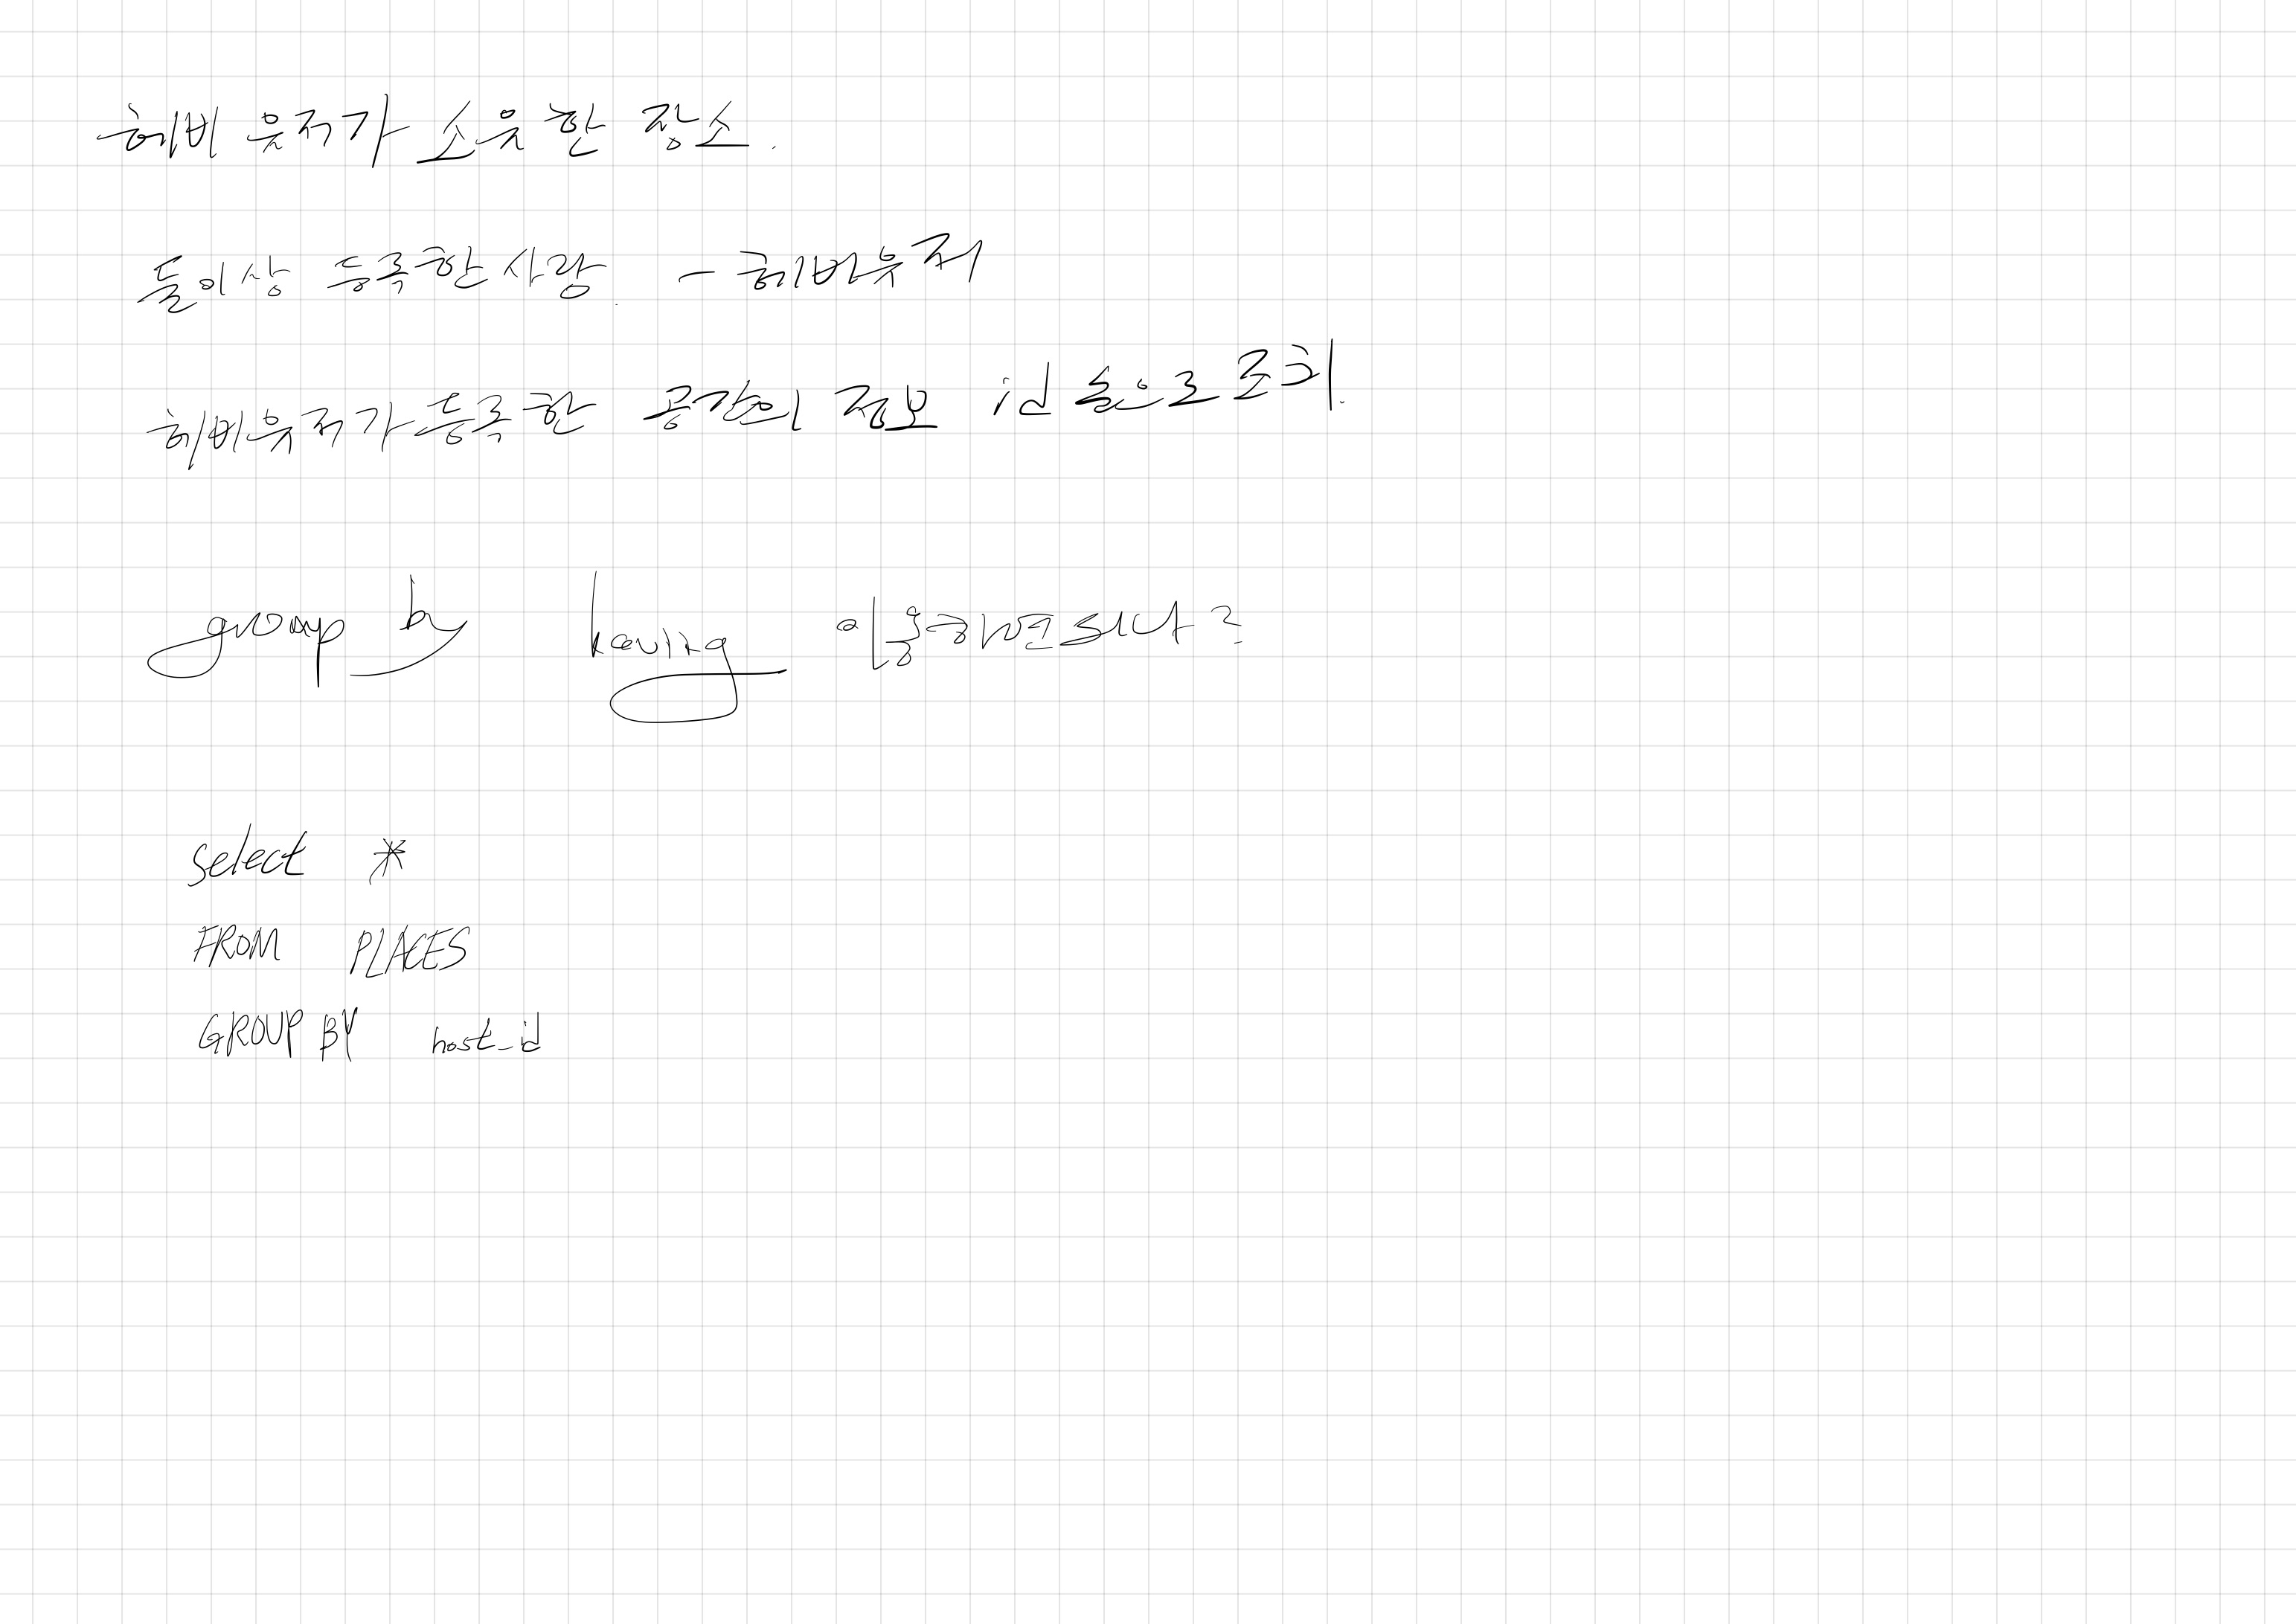 헤비 유저가 소유한 장소.
둘이상 등록한 사람. - 헤비유저
헤비유저가 등록한 공간의 정보 id 순으로 조회.
group by having 이용하면되나?
select *
FROM PLACES
GROUP BY host_id